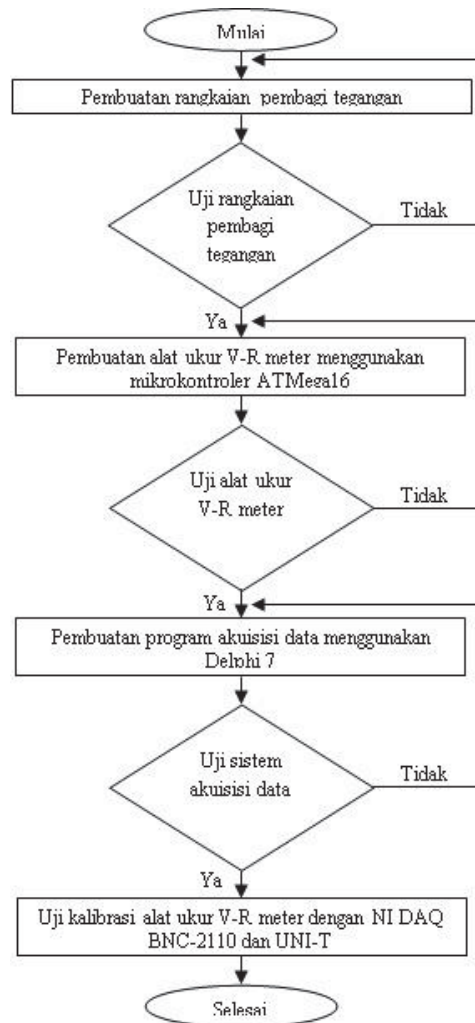 Mulai
Pembuatan rangkaian pembagi tegangan
Uji rangkaian
pembagi
tegangan
Tidak
Ya
Pembuatan alat ukur V-R meter menggunakan
mikrokontroler ATMega16
Uji alat ukur
V-R meter
Tidak
Ya
Pembuatan program akuisisi data menggunakan
Delphi 7
Uji sistem
akuisisi data
Tidak
Ya
Uji kalibrasi alat ukur V-R meter dengan NI DAQ
BNC-2110 dan UNI-T
Selesai